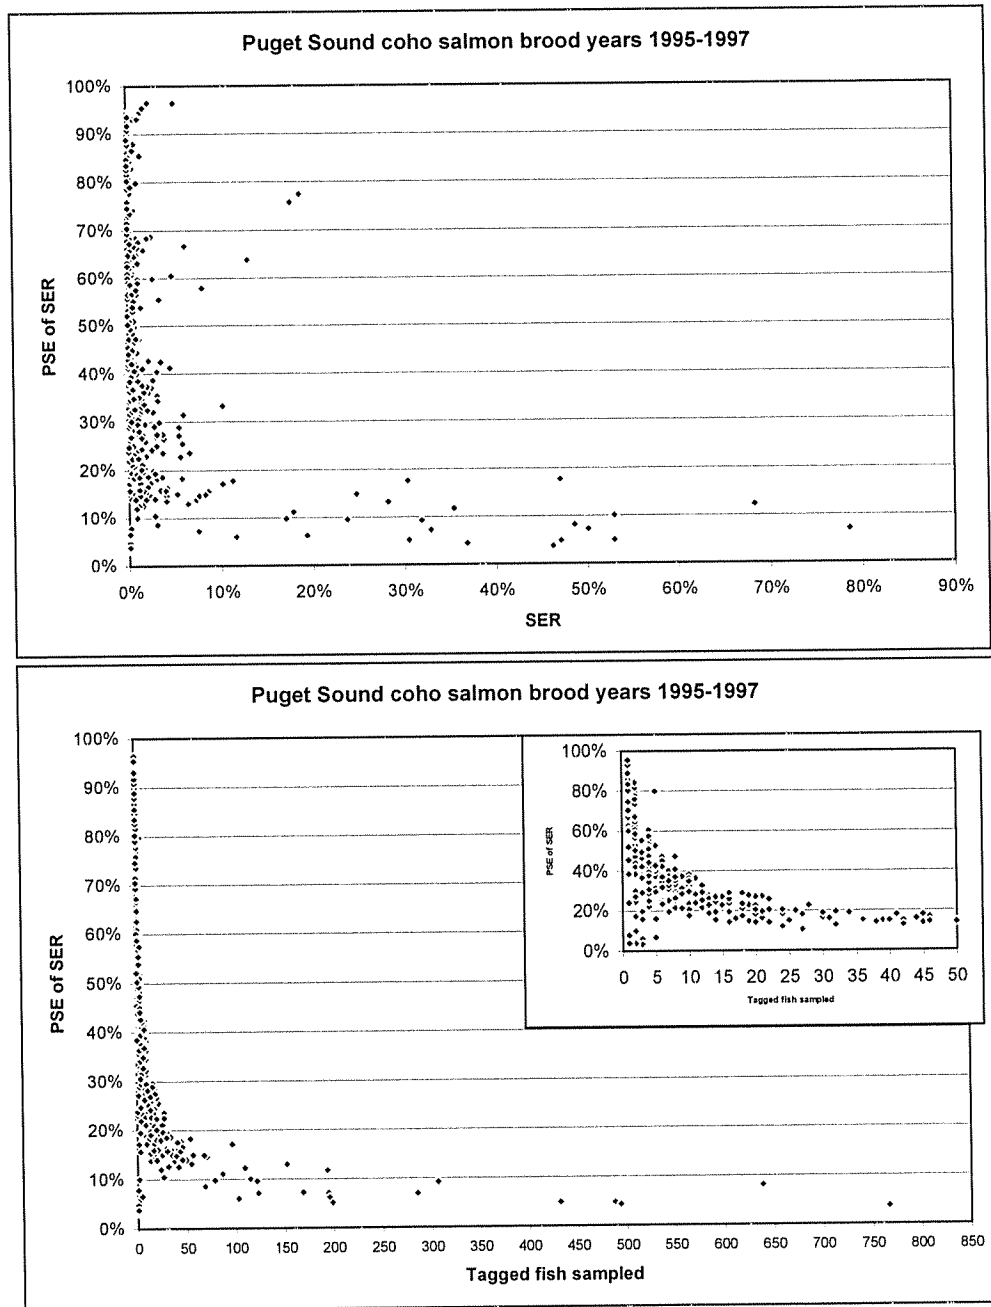 Puget Sound coho salmon brood years 1995-1997
100%
90%
80%
70%
60%
50%
40%
30%
20%
10%
0%
PSE of SER
0% 10% 20% 30% 40% 50% 60% 70% 80% 90%
SER
Puget Sound coho salmon brood years 1995-1997
100%
90%
80%
70%
60%
50%
40%
30%
20%
10%
0%
PSE of SER
100%
80%
60%
40%
20%
0%
PSE of SER
0 5 10 15 20 25 30 35 40 45 50
Tagged fish sampled
0 50 100 150 200 250 300 350 400 450 500 550 600 650 700 750 800 850
Tagged fish sampled